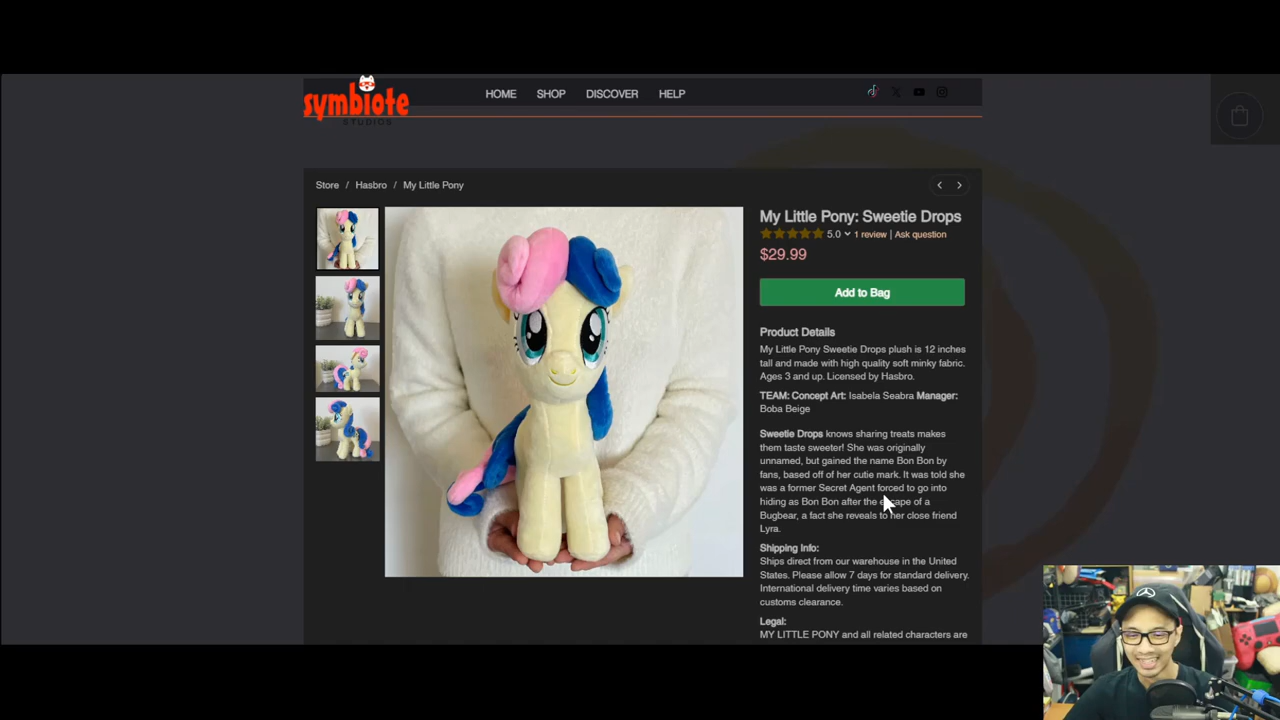 symbiote
STUDIOS
HOME SHOP DISCOVER HELP
Store / Hasbro / My Little Pony
My Little Pony: Sweetie Drops
5.0 1 review | Ask question
$29.99
Add to Bag
Product Details
My Little Pony Sweetie Drops plush is 12 inches
tall and made with high quality soft minky fabric.
Ages 3 and up. Licensed by Hasbro.
TEAM: Concept Art: Isabela Seabra Manager:
Boba Beige
Sweetie Drops knows sharing treats makes
them taste sweeter! She was originally
unnamed, but gained the name Bon Bon by
fans, based off of her cutie mark. It was told she
was a former Secret Agent forced to go into
hiding as Bon Bon after the escape of a
Bugbear, a fact she reveals to her close friend
Lyra.
Shipping Info:
Ships direct from our warehouse in the United
States. Please allow 7 days for standard delivery.
International delivery time varies based on
customs clearance.
Legal:
MY LITTLE PONY and all related characters are